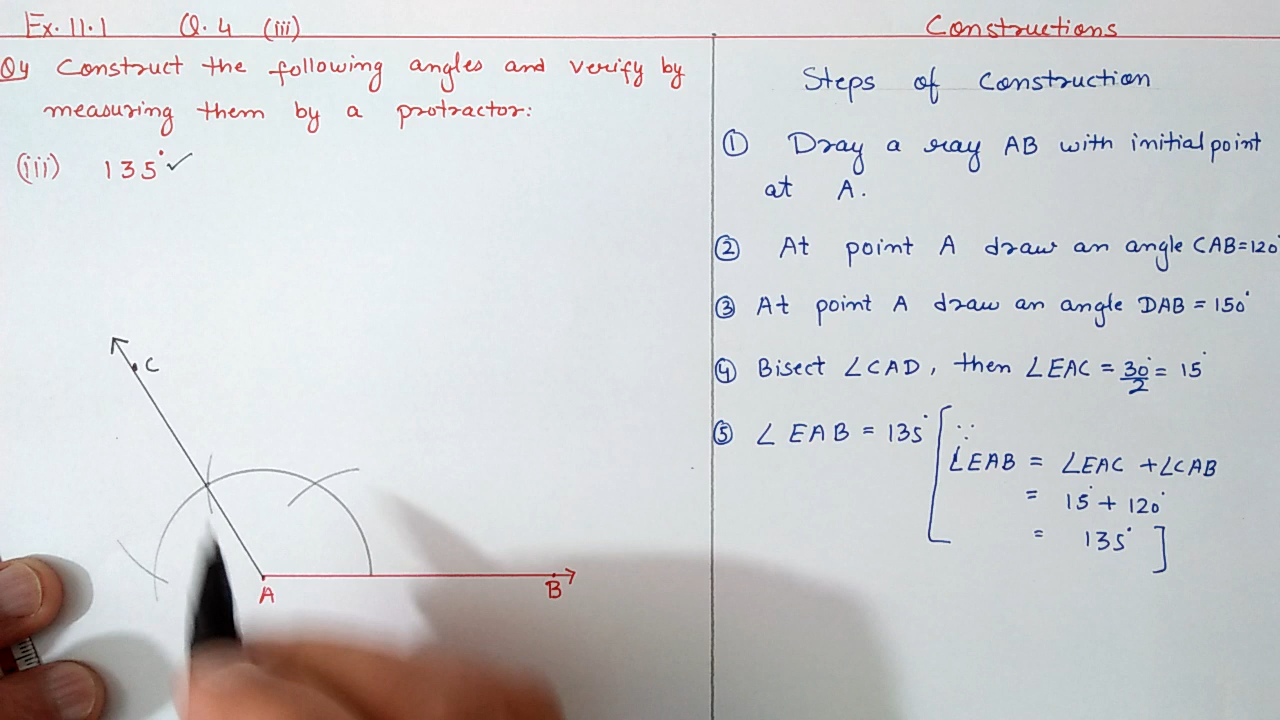 Ex. 11.1 Q. 4 (iii)
Q4 Construct the following angles and verify by
measuring them by a protractor:
(iii) 135° ✓
C
A
B
Constructions
Steps of Construction
① Dray a ray AB with initial point
at A.
② At point A draw an angle CAB=120°
③ At point A draw an angle DAB = 150°
④ Bisect ∠CAD, then ∠EAC = 30°/2 = 15°
⑤ ∠EAB = 135° [∵
∠EAB = ∠EAC + ∠CAB
= 15° + 120°
= 135° ]